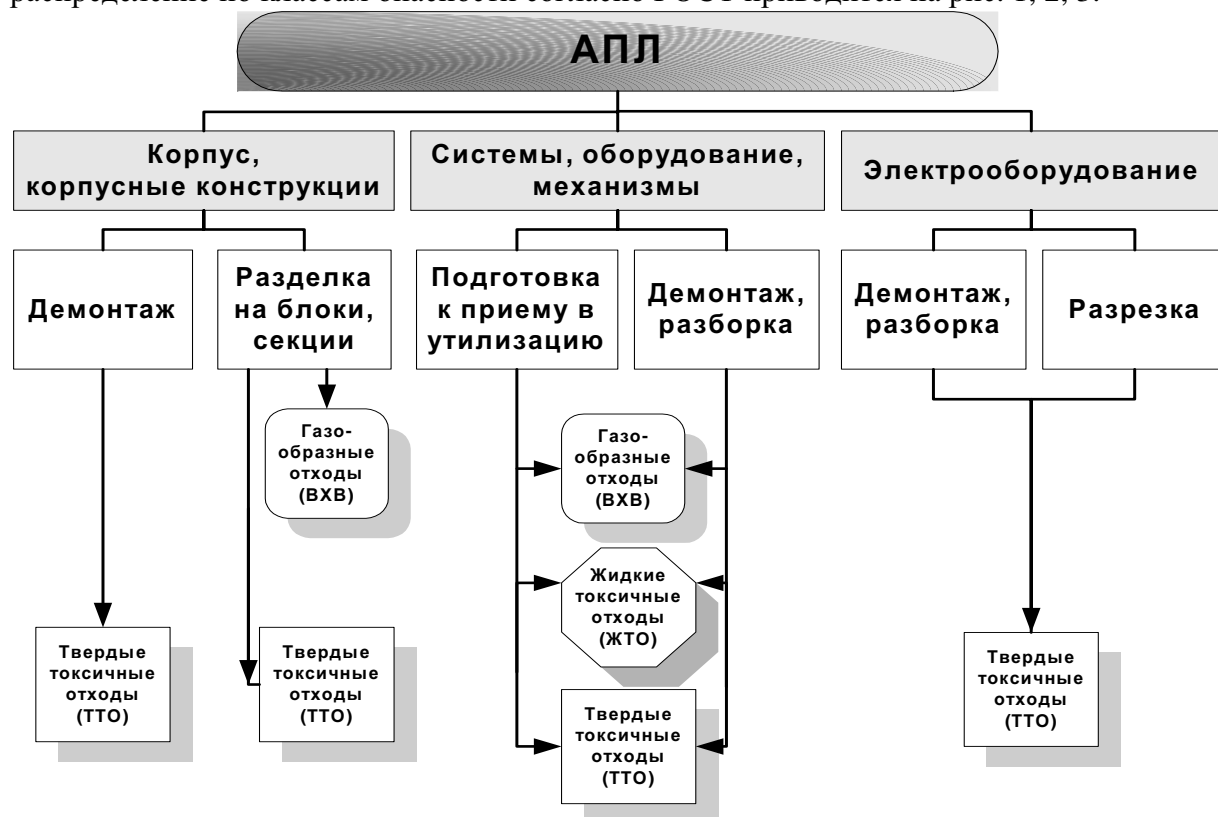 распределение по классам опасности согласно ГОСТ приводится на рис. 1, 2, 3.
АПЛ
Корпус,
корпусные конструкции
Системы, оборудование,
механизмы
Электрооборудование
Демонтаж
Разделка
на блоки,
секции
Подготовка
к приему в
утилизацию
Демонтаж,
разборка
Демонтаж,
разборка
Разрезка
Газо-
образные
отходы
(ВХВ)
Газо-
образные
отходы
(ВХВ)
Жидкие
токсичные
отходы
(ЖТО)
Твердые
токсичные
отходы
(ТТО)
Твердые
токсичные
отходы
(ТТО)
Твердые
токсичные
отходы
(ТТО)
Твердые
токсичные
отходы
(ТТО)